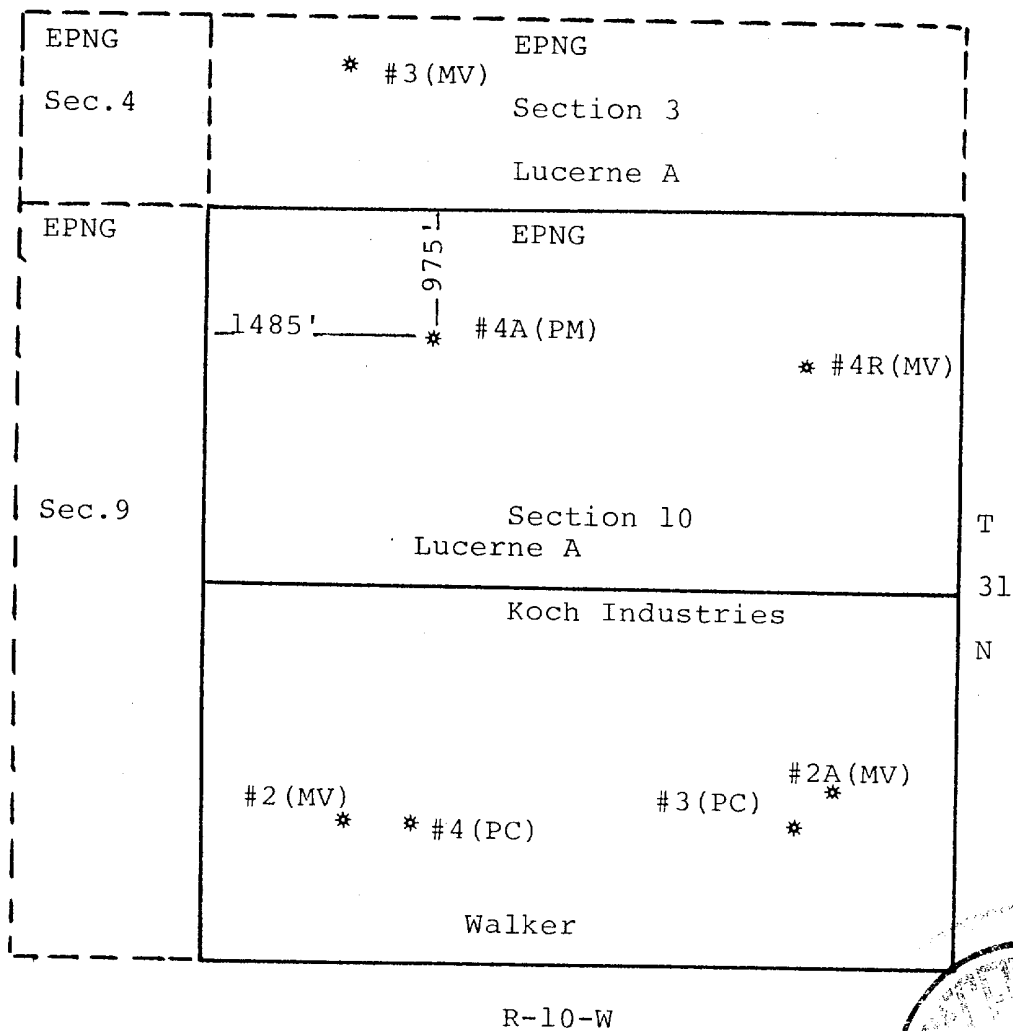 EPNG
EPNG
#3(MV)
Sec.4
Section 3
Lucerne A
EPNG
EPNG
975'
1485'
#4A(PM)
#4R(MV)
Sec.9
Section 10
Lucerne A
T
31
N
Koch Industries
#2A(MV)
#2(MV)
#3(PC)
#4(PC)
Walker
R-10-W